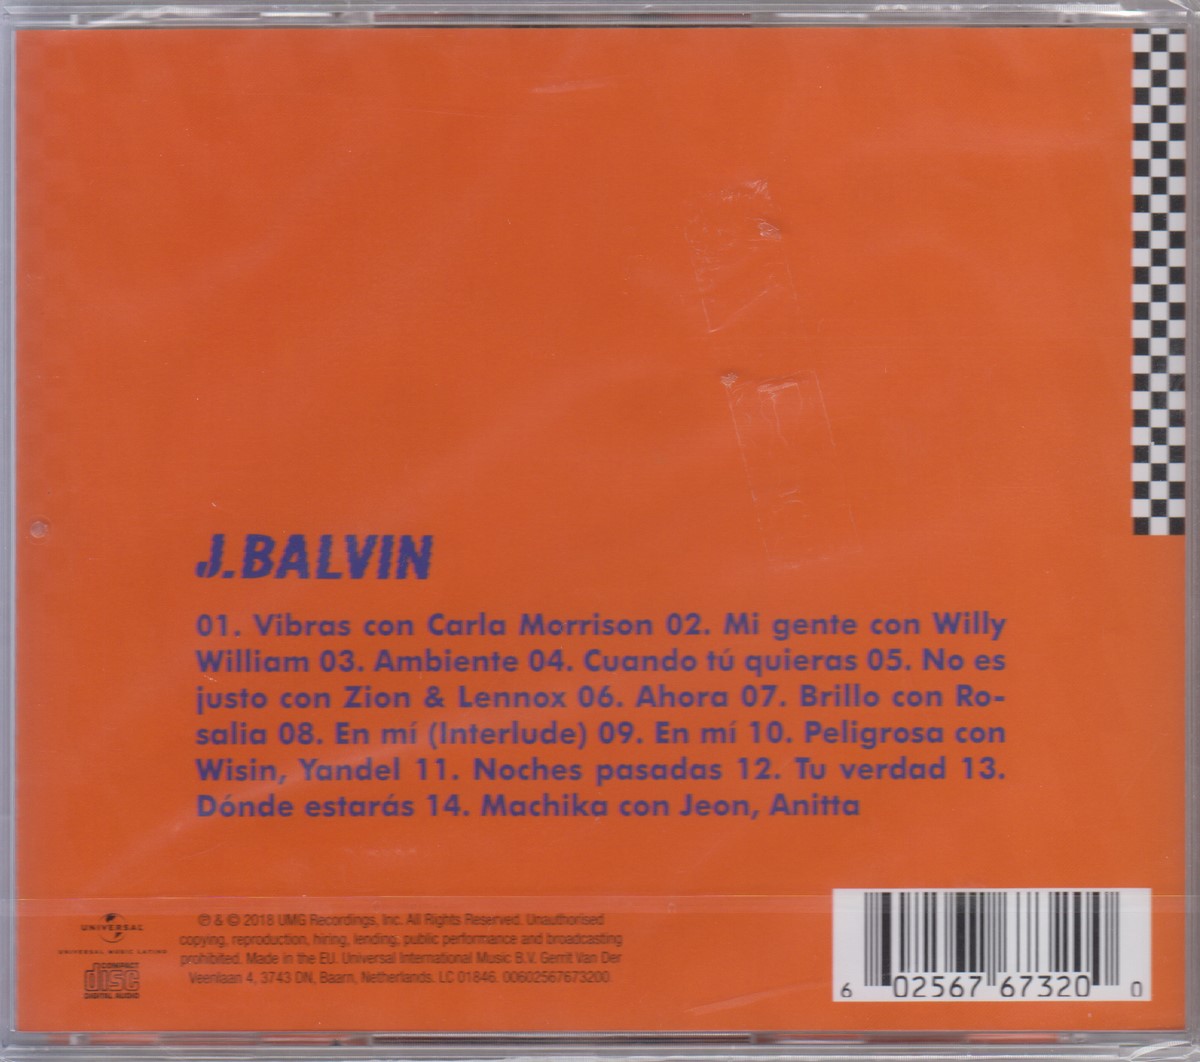 J.BALVIN
01. Vibras con Carla Morrison 02. Mi gente con Willy
William 03. Ambiente 04. Cuando tú quieras 05. No es
justo con Zion & Lennox 06. Ahora 07. Brillo con Ro-
salia 08. En mí (Interlude) 09. En mí 10. Peligrosa con
Wisin, Yandel 11. Noches pasadas 12. Tu verdad 13.
Dónde estarás 14. Machika con Jeon, Anitta
UNIVERSAL
UNIVERSAL MUSIC LATINO
COMPACT
disc
DIGITAL AUDIO
℗ & © 2018 UMG Recordings, Inc. All Rights Reserved. Unauthorised
copying, reproduction, hiring, lending, public performance and broadcasting
prohibited. Made in the EU. Universal International Music B.V. Gerrit Van Der
Veenlaan 4, 3743 DN, Baarn, Netherlands. LC 01846. 00602567673200
6 02567 67320 0